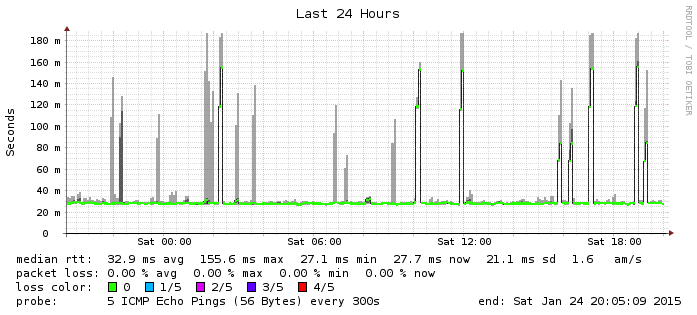 Last 24 Hours
RRDTOOL / TOBI OETIKER
Seconds
180 m
160 m
140 m
120 m
100 m
80 m
60 m
40 m
20 m
0
Sat 00:00 Sat 06:00 Sat 12:00 Sat 18:00
median rtt: 32.9 ms avg 155.6 ms max 27.1 ms min 27.7 ms now 21.1 ms sd 1.6 am/s
packet loss: 0.00 % avg 0.00 % max 0.00 % min 0.00 % now
loss color: 0 1/5 2/5 3/5 4/5
probe: 5 ICMP Echo Pings (56 Bytes) every 300s end: Sat Jan 24 20:05:09 2015